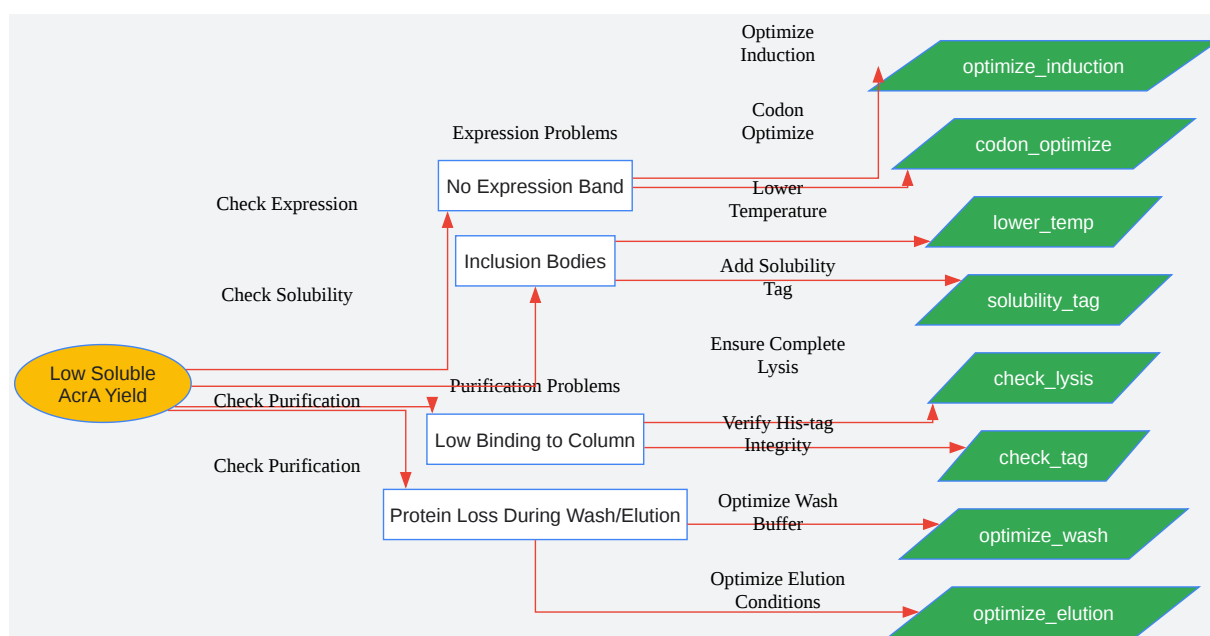 Optimize
Induction
optimize_induction
Codon
Optimize
codon_optimize
Expression Problems
No Expression Band
Lower
Temperature
lower_temp
Check Expression
Inclusion Bodies
Add Solubility
Tag
solubility_tag
Check Solubility
Ensure Complete
Lysis
check_lysis
Low Soluble
AcrA Yield
Purification Problems
Check Purification
Low Binding to Column
Verify His-tag
Integrity
check_tag
Check Purification
Protein Loss During Wash/Elution
Optimize Wash
Buffer
optimize_wash
Optimize Elution
Conditions
optimize_elution